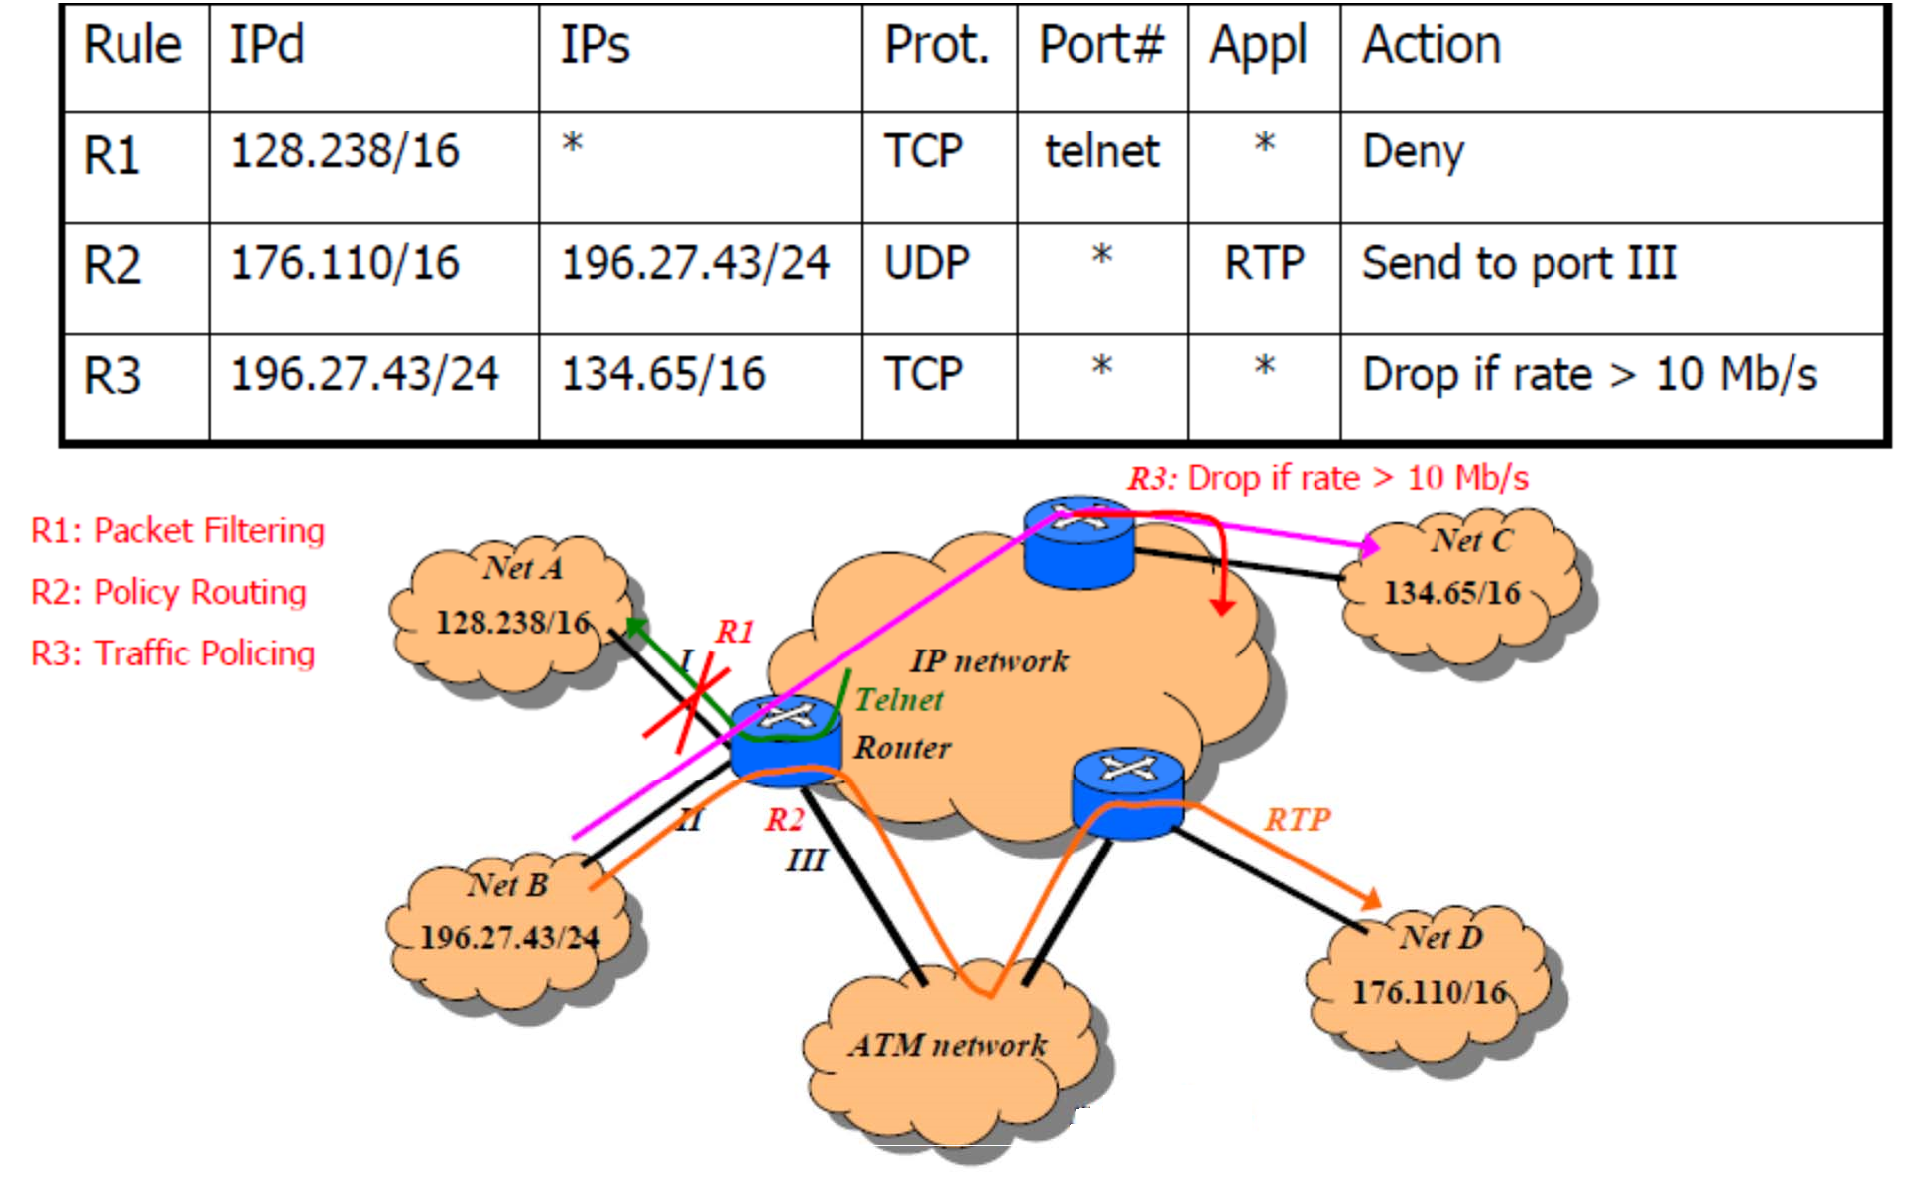 Rule IPd IPs Prot. Port# Appl Action
R1 128.238/16 * TCP telnet * Deny
R2 176.110/16 196.27.43/24 UDP * RTP Send to port III
R3 196.27.43/24 134.65/16 TCP * * Drop if rate > 10 Mb/s
R3: Drop if rate > 10 Mb/s
R1: Packet Filtering
R2: Policy Routing
R3: Traffic Policing
Net A
128.238/16
I
R1
Net C
134.65/16
IP network
Telnet
Router
II
R2
III
RTP
Net B
196.27.43/24
Net D
176.110/16
ATM network